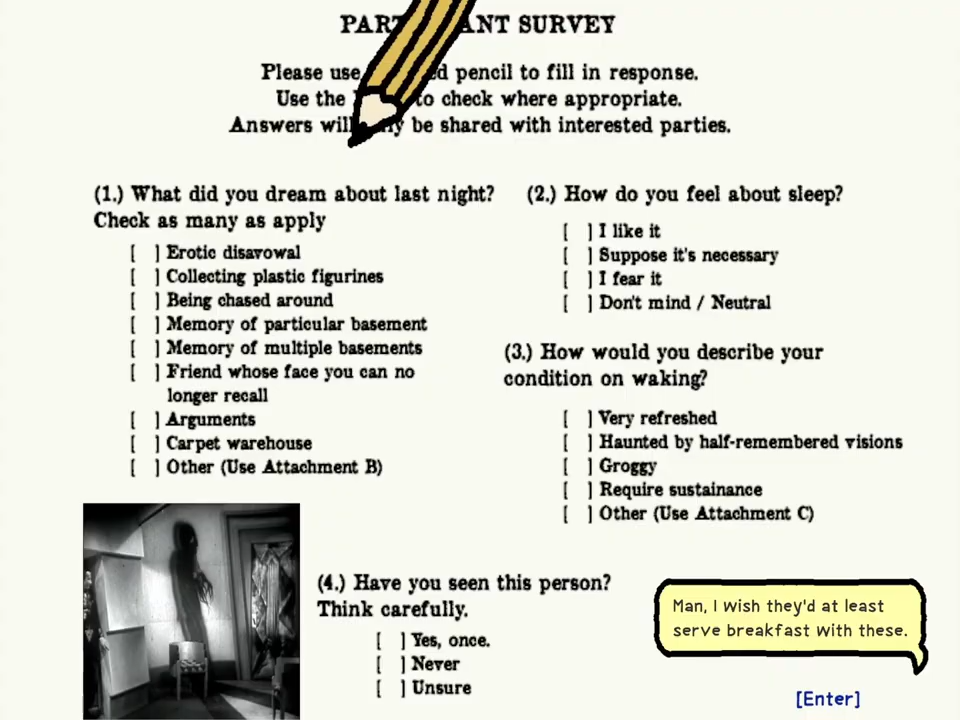 PART ANT SURVEY
Please use d pencil to fill in response.
Use the to check where appropriate.
Answers will be shared with interested parties.
(1.) What did you dream about last night?
Check as many as apply
[ ] Erotic disavowal
[ ] Collecting plastic figurines
[ ] Being chased around
[ ] Memory of particular basement
[ ] Memory of multiple basements
[ ] Friend whose face you can no
longer recall
[ ] Arguments
[ ] Carpet warehouse
[ ] Other (Use Attachment B)
(2.) How do you feel about sleep?
[ ] I like it
[ ] Suppose it's necessary
[ ] I fear it
[ ] Don't mind / Neutral
(3.) How would you describe your
condition on waking?
[ ] Very refreshed
[ ] Haunted by half-remembered visions
[ ] Groggy
[ ] Require sustainance
[ ] Other (Use Attachment C)
(4.) Have you seen this person?
Think carefully.
[ ] Yes, once.
[ ] Never
[ ] Unsure
Man, I wish they'd at least
serve breakfast with these.
[Enter]